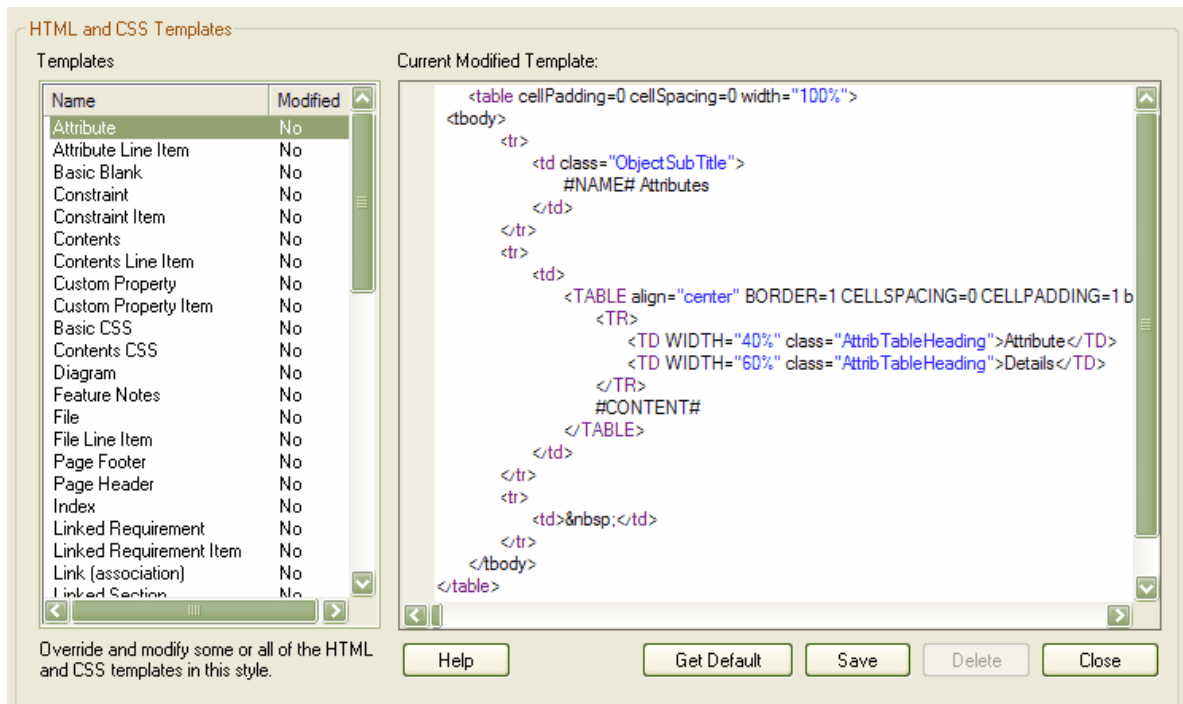 HTML and CSS Templates
Templates
Name Modified
Attribute No
Attribute Line Item No
Basic Blank No
Constraint No
Constraint Item No
Contents No
Contents Line Item No
Custom Property No
Custom Property Item No
Basic CSS No
Contents CSS No
Diagram No
Feature Notes No
File No
File Line Item No
Page Footer No
Page Header No
Index No
Linked Requirement No
Linked Requirement Item No
Link (association) No
Linked Section No
Override and modify some or all of the HTML
and CSS templates in this style.
Current Modified Template:
<table cellPadding=0 cellSpacing=0 width="100%">
<tbody>
<tr>
<td class="ObjectSubTitle">
#NAME# Attributes
</td>
</tr>
<tr>
<td>
<TABLE align="center" BORDER=1 CELLSPACING=0 CELLPADDING=1 b
<TR>
<TD WIDTH="40%" class="AttribTableHeading">Attribute</TD>
<TD WIDTH="60%" class="AttribTableHeading">Details</TD>
</TR>
#CONTENT#
</TABLE>
</td>
</tr>
<tr>
<td>&nbsp;</td>
</tr>
</tbody>
</table>
Help Get Default Save Delete Close